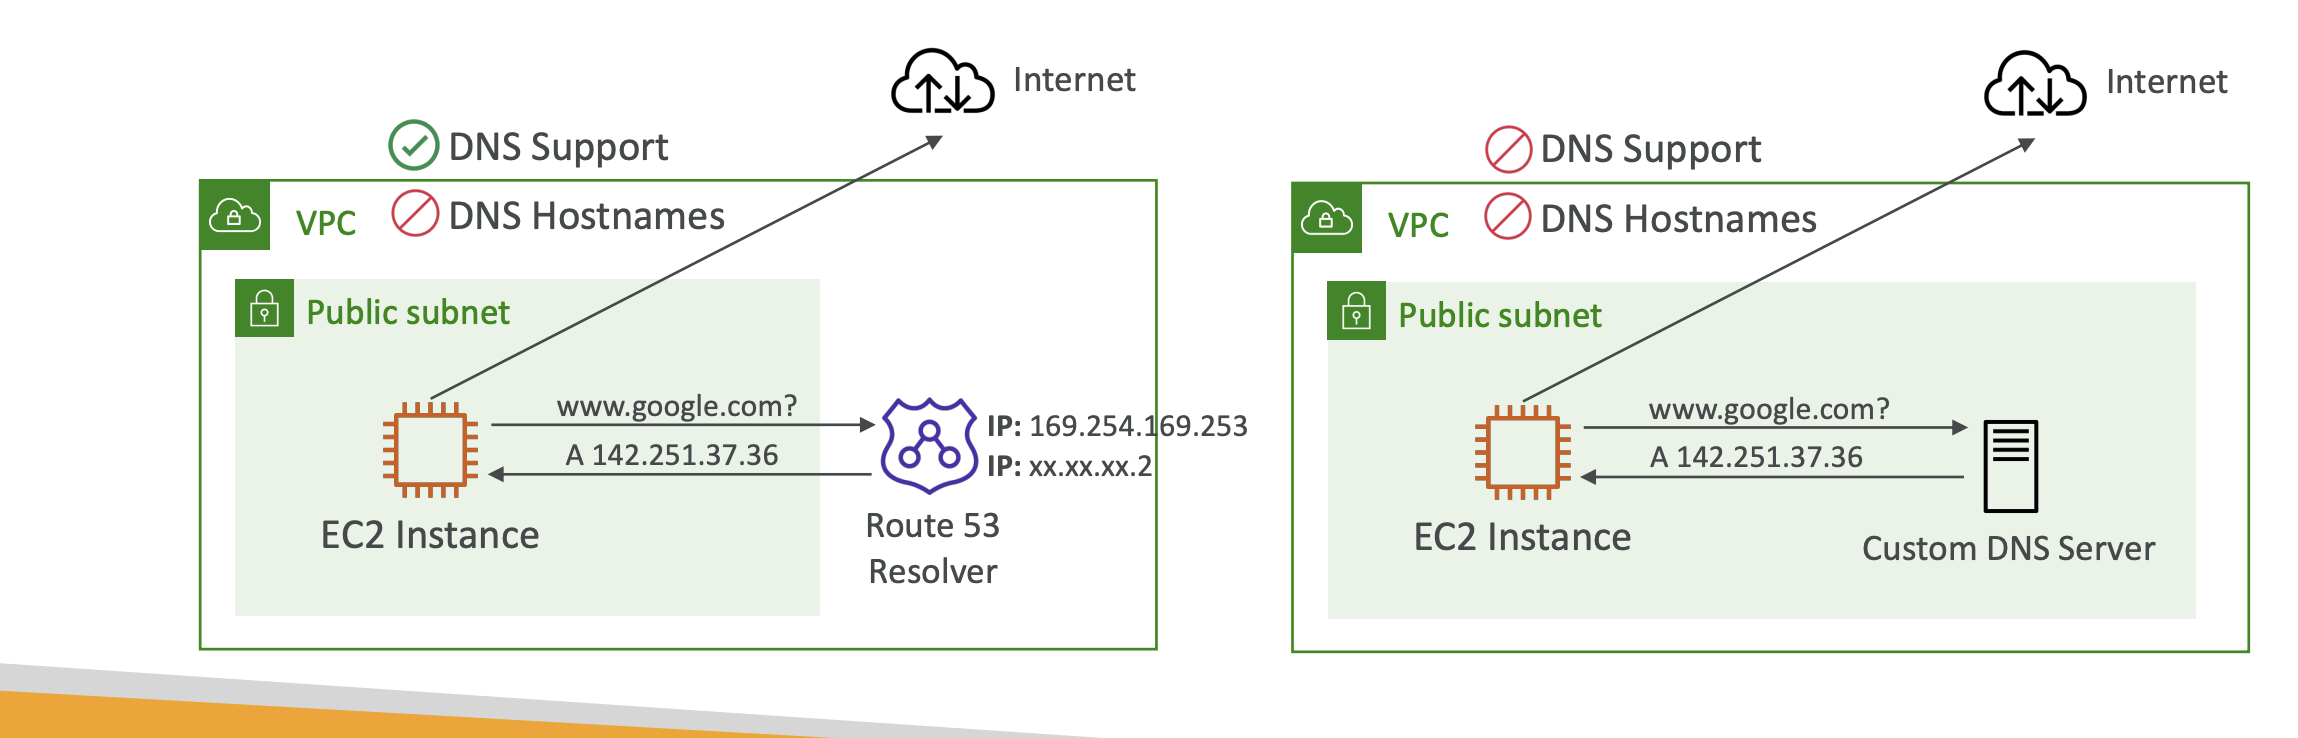 Internet
DNS Support
VPC
DNS Hostnames
Public subnet
www.google.com?
A 142.251.37.36
IP: 169.254.169.253
IP: xx.xx.xx.2
EC2 Instance
Route 53
Resolver
Internet
DNS Support
VPC
DNS Hostnames
Public subnet
www.google.com?
A 142.251.37.36
EC2 Instance
Custom DNS Server